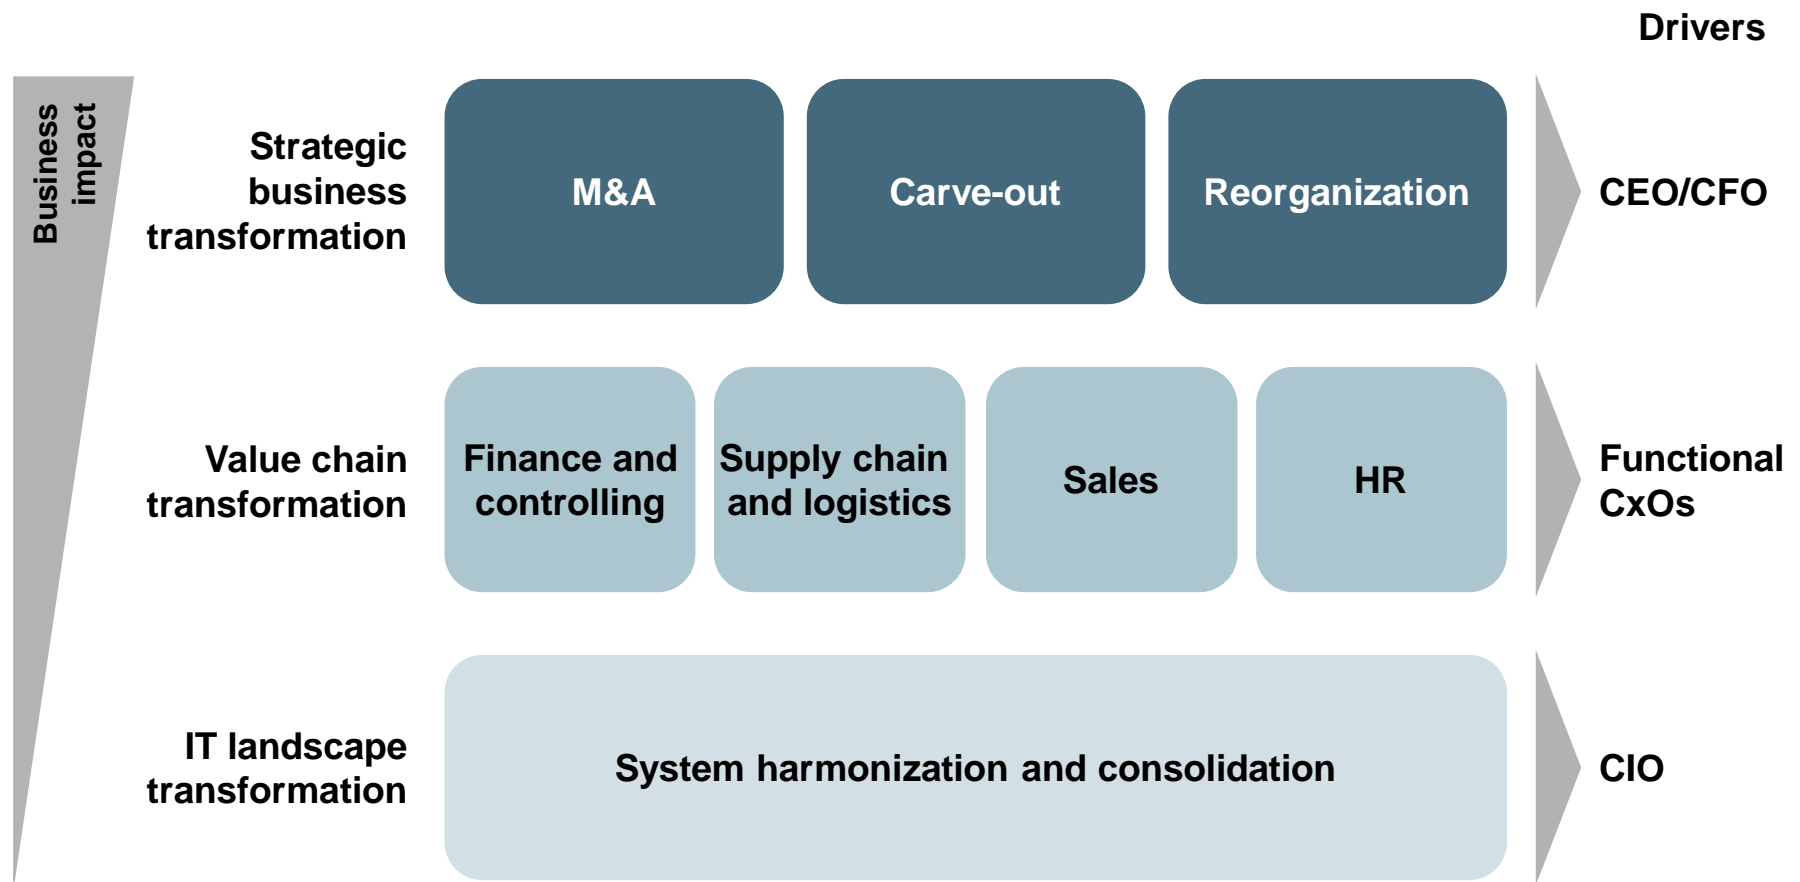 Drivers
Business
impact
Strategic
business
transformation
M&A
Carve-out
Reorganization
CEO/CFO
Value chain
transformation
Finance and
controlling
Supply chain
and logistics
Sales
HR
Functional
CxOs
IT landscape
transformation
System harmonization and consolidation
CIO